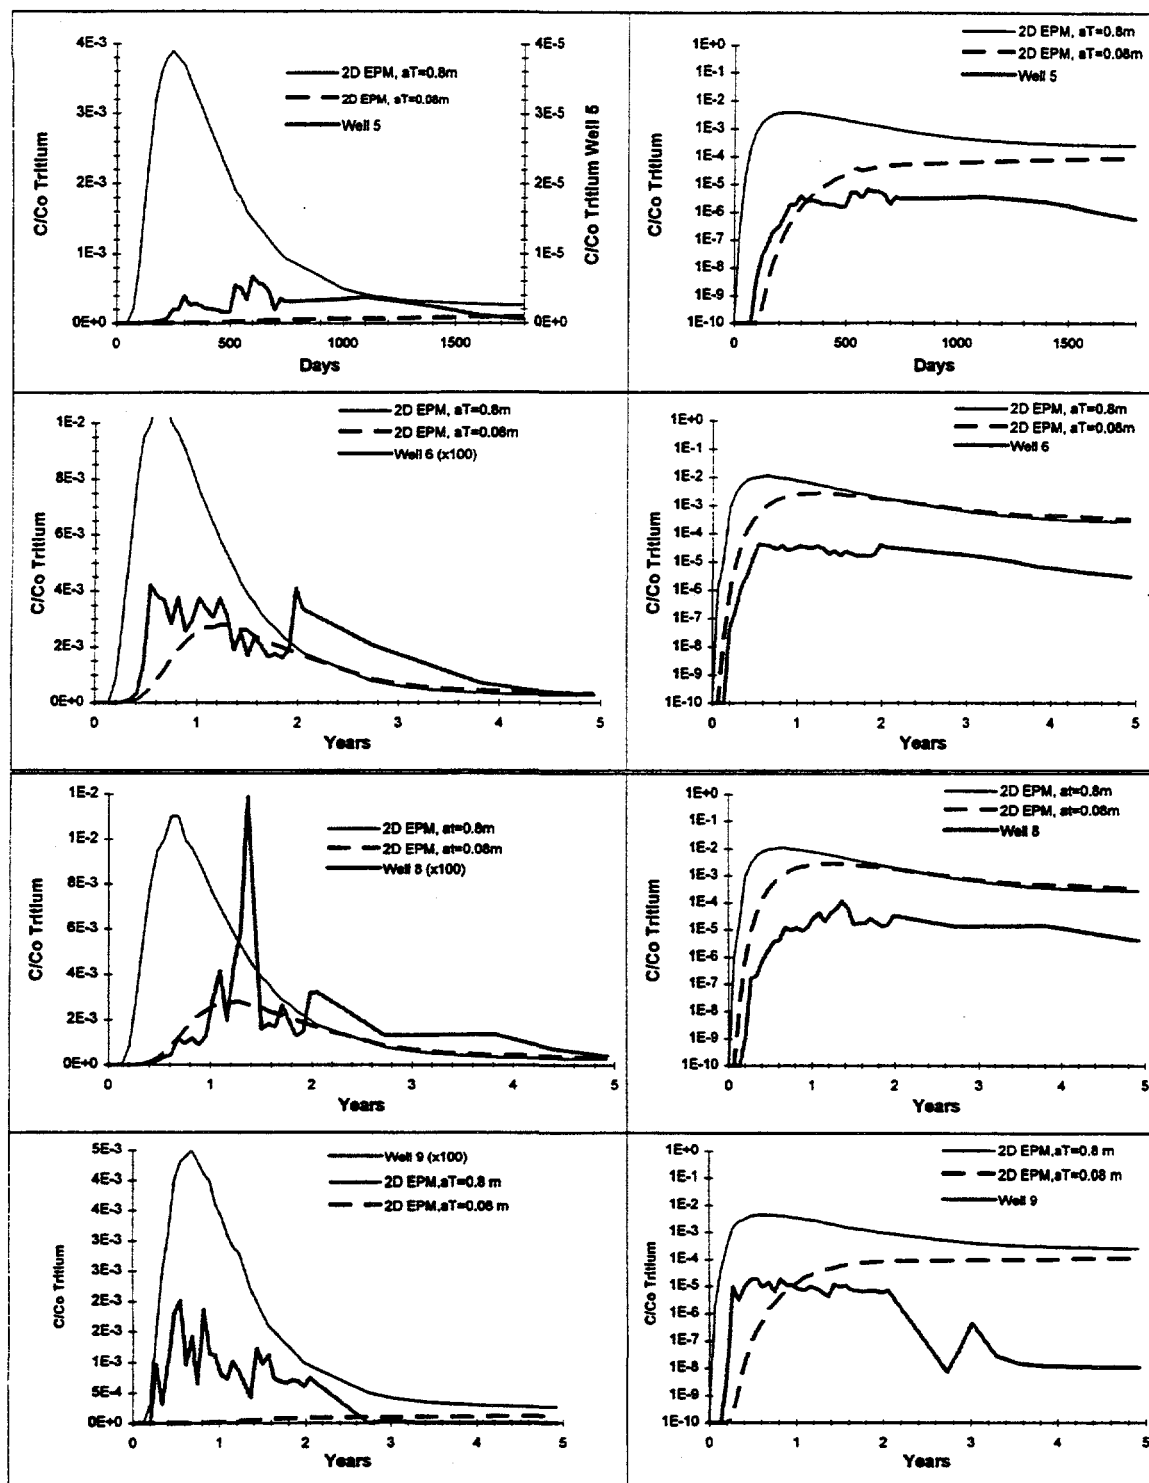 4E-3
3E-3
2E-3
1E-3
0E+0
C/Co Tritium
0 500 1000 1500
Days
2D EPM, aT=0.8m
2D EPM, aT=0.08m
Well 5
4E-5
3E-5
2E-5
1E-5
0E+0
C/Co Tritium Well 5
1E+0
1E-1
1E-2
1E-3
1E-4
1E-5
1E-6
1E-7
1E-8
1E-9
1E-10
C/Co Tritium
0 500 1000 1500
Days
2D EPM, aT=0.8m
2D EPM, aT=0.08m
Well 5
1E-2
8E-3
6E-3
4E-3
2E-3
0E+0
C/Co Tritium
0 1 2 3 4 5
Years
2D EPM, aT=0.8m
2D EPM, aT=0.08m
Well 6 (x100)
1E+0
1E-1
1E-2
1E-3
1E-4
1E-5
1E-6
1E-7
1E-8
1E-9
1E-10
C/Co Tritium
0 1 2 3 4 5
Years
2D EPM, aT=0.8m
2D EPM, aT=0.08m
Well 6
1E-2
1E-2
8E-3
6E-3
4E-3
2E-3
0E+0
C/Co Tritium
0 1 2 3 4 5
Years
2D EPM, at=0.8m
2D EPM, at=0.08m
Well 8 (x100)
1E+0
1E-1
1E-2
1E-3
1E-4
1E-5
1E-6
1E-7
1E-8
1E-9
1E-10
C/Co Tritium
0 1 2 3 4 5
Years
2D EPM, at=0.8m
2D EPM, at=0.08m
Well 8
5E-3
4E-3
4E-3
3E-3
3E-3
2E-3
2E-3
1E-3
1E-3
5E-4
0E+0
C/Co Tritium
0 1 2 3 4 5
Years
Well 9 (x100)
2D EPM,aT=0.8 m
2D EPM,aT=0.08 m
1E+0
1E-1
1E-2
1E-3
1E-4
1E-5
1E-6
1E-7
1E-8
1E-9
1E-10
C/Co Tritium
0 1 2 3 4 5
Years
2D EPM,aT=0.8 m
2D EPM,aT=0.08 m
Well 9